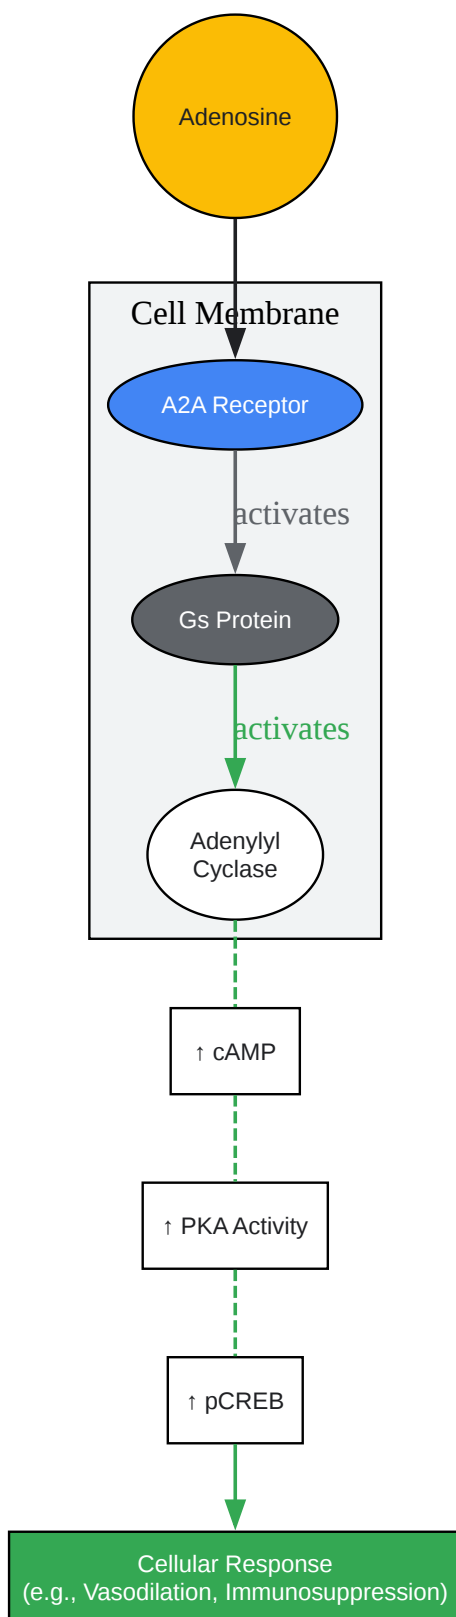 Adenosine
Cell Membrane
A2A Receptor
activates
Gs Protein
activates
Adenylyl
Cyclase
↑ cAMP
↑ PKA Activity
↑ pCREB
Cellular Response
(e.g., Vasodilation, Immunosuppression)